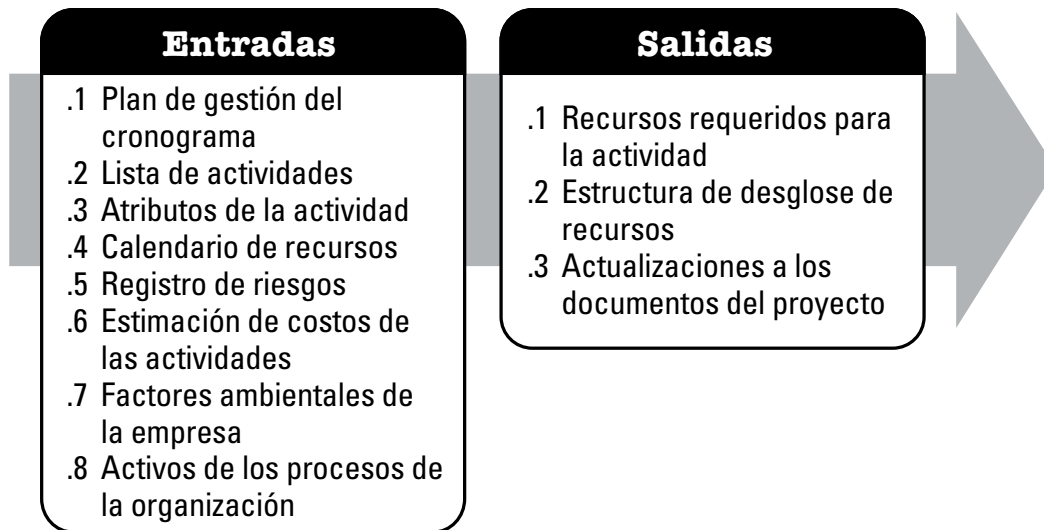 Entradas
.1 Plan de gestión del
cronograma
.2 Lista de actividades
.3 Atributos de la actividad
.4 Calendario de recursos
.5 Registro de riesgos
.6 Estimación de costos de
las actividades
.7 Factores ambientales de
la empresa
.8 Activos de los procesos de
la organización
Salidas
.1 Recursos requeridos para
la actividad
.2 Estructura de desglose de
recursos
.3 Actualizaciones a los
documentos del proyecto